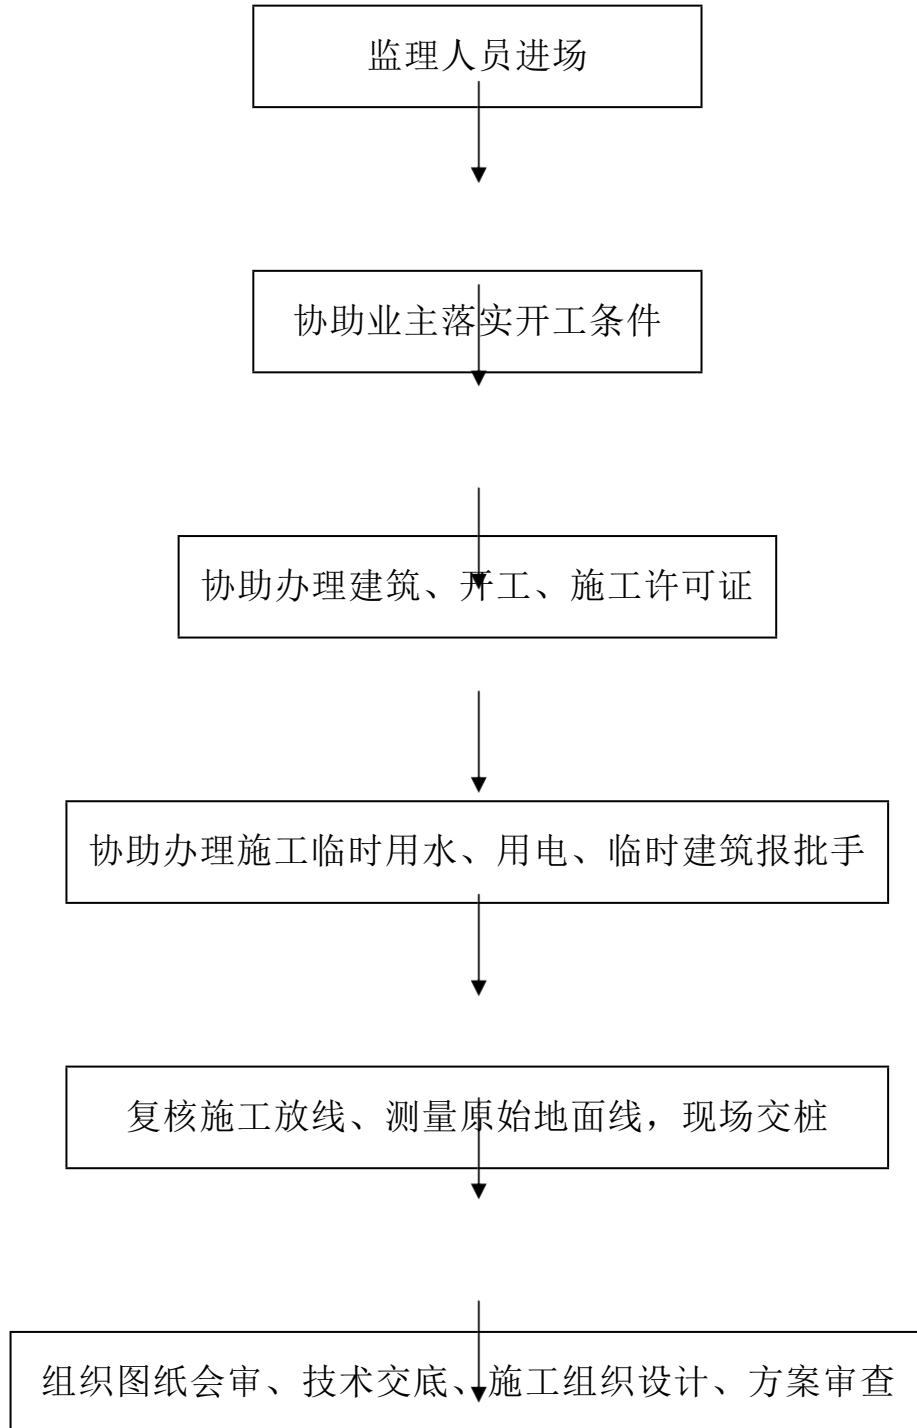 监理人员进场
协助业主落实开工条件
协助办理建筑、开工、施工许可证
协助办理施工临时用水、用电、临时建筑报批手
复核施工放线、测量原始地面线，现场交桩
组织图纸会审、技术交底、施工组织设计、方案审查